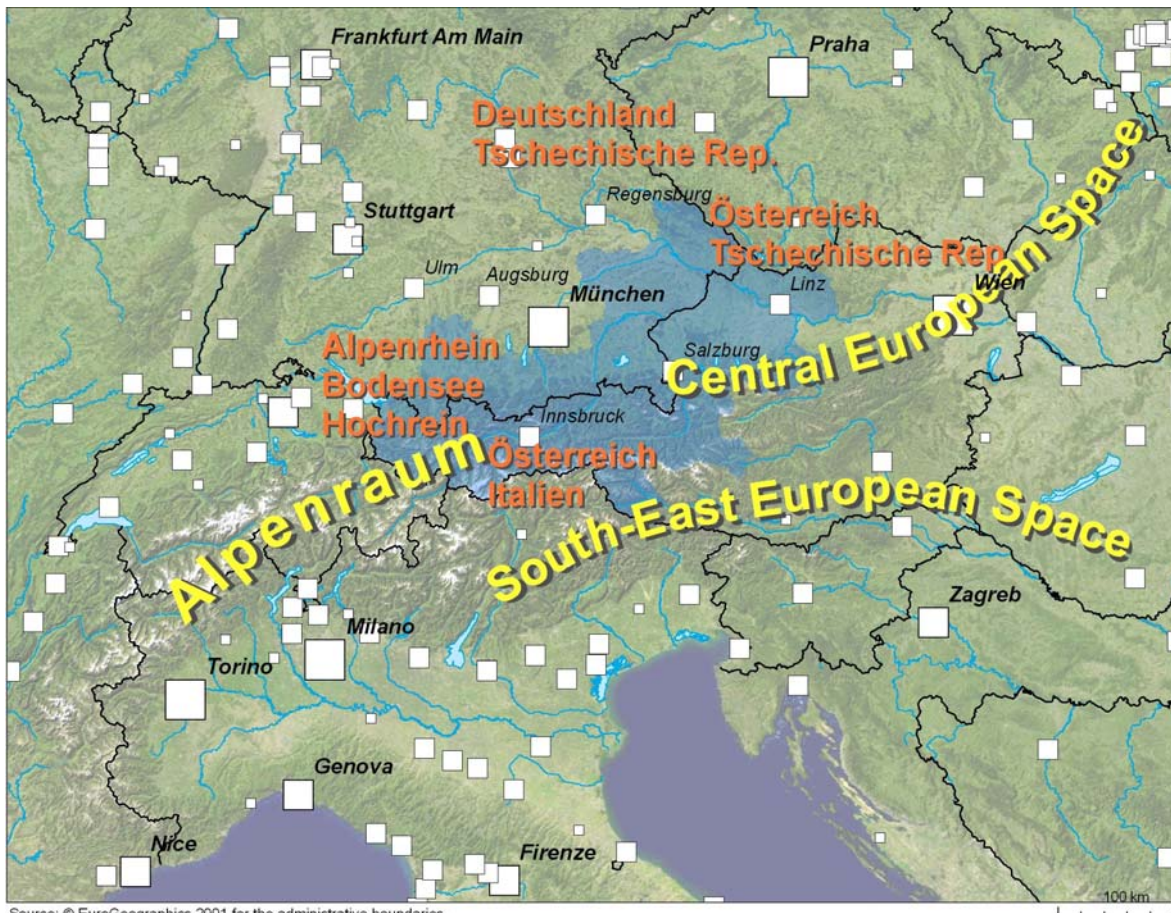 Frankfurt Am Main
Praha
Deutschland
Tschechische Rep.
Regensburg
Stuttgart
Österreich
Tschechische Rep.
Ulm
Augsburg
München
Linz
Wien
Alpenrhein
Bodensee
Hochrein
Salzburg
Central European Space
Innsbruck
Österreich
Italien
Alpenraum
South-East European Space
Zagreb
Milano
Torino
Genova
Nice
Firenze
100 km
Source: © EuroGeographics 2001 for the administrative boundaries